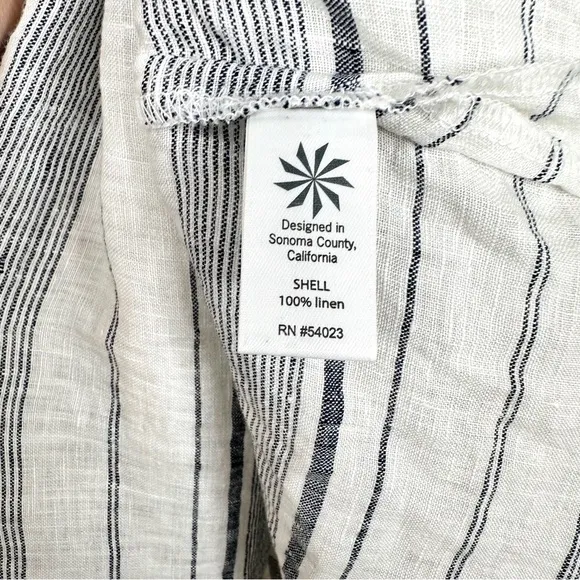 Designed in
Sonoma County,
California
SHELL
100% linen
RN #54023